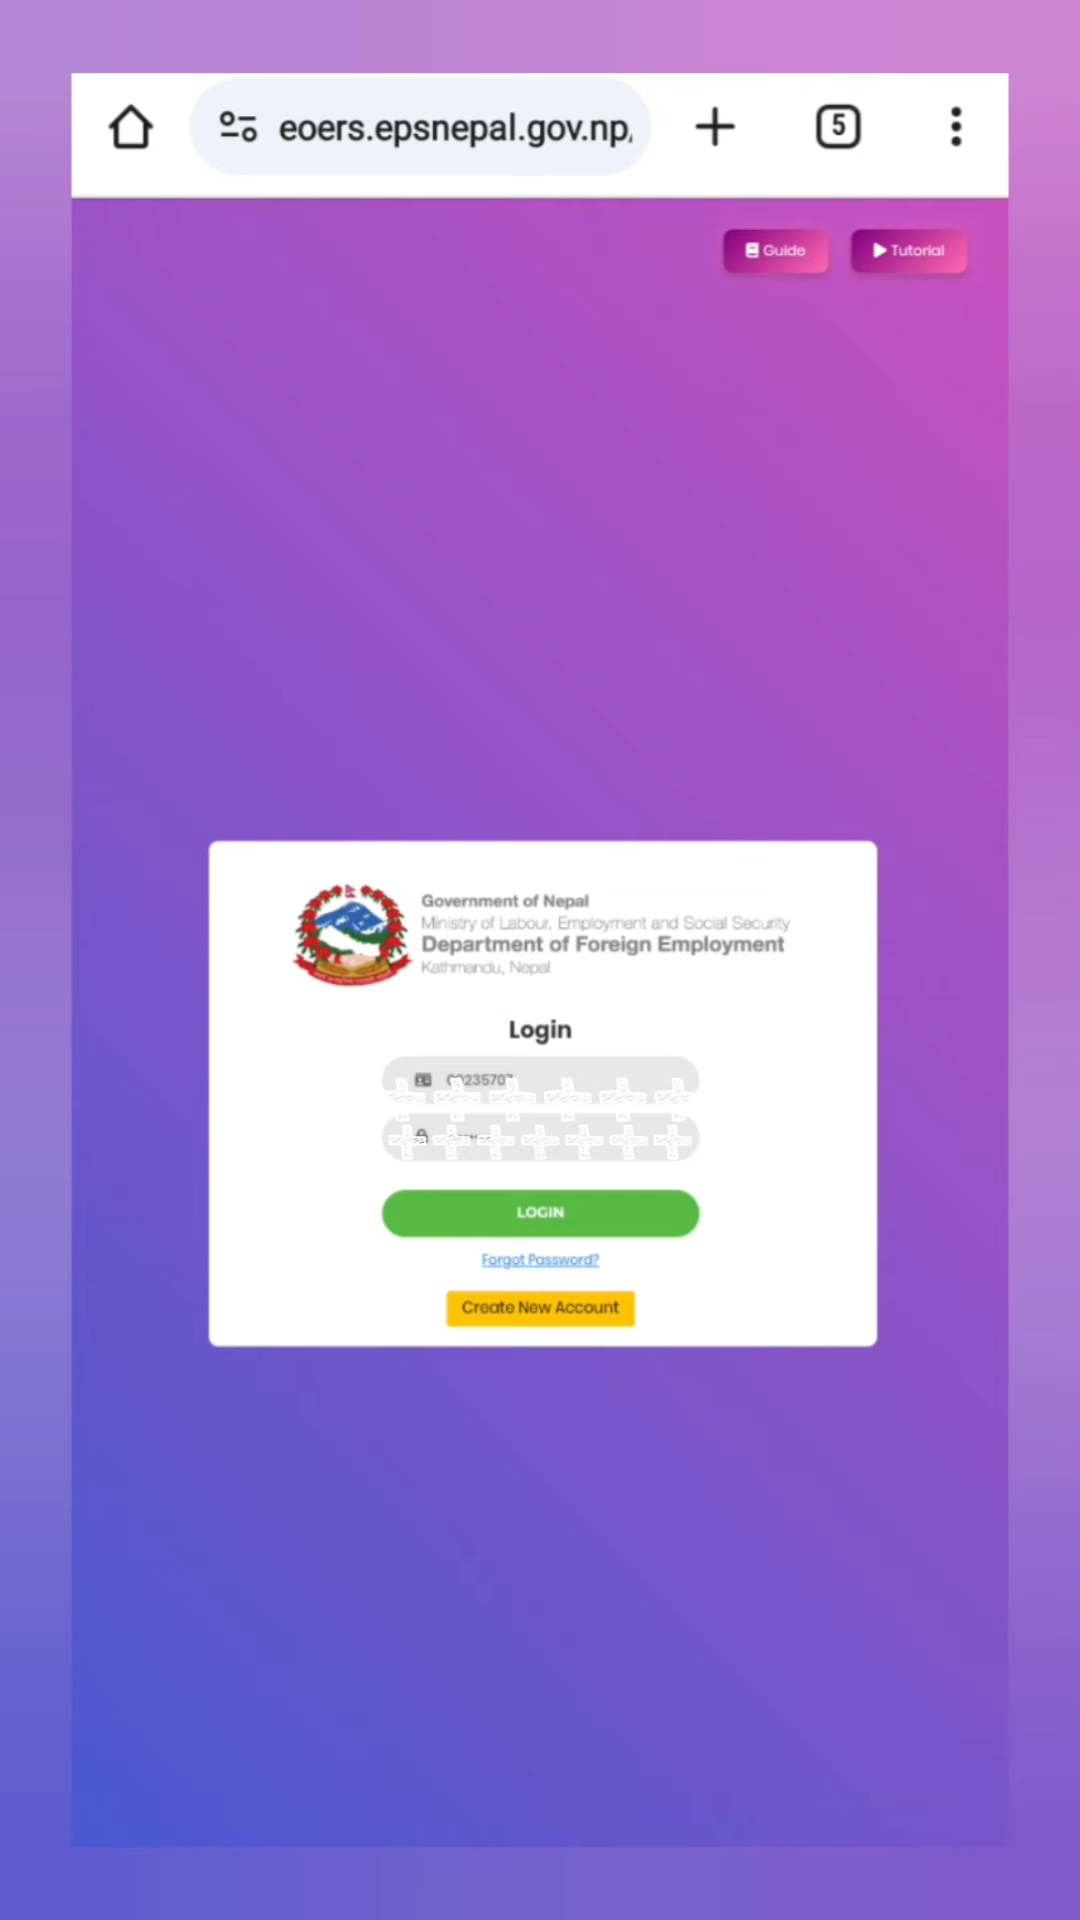 eoers.epsnepal.gov.np/
5
Guide
Tutorial
Government of Nepal
Ministry of Labour, Employment and Social Security
Department of Foreign Employment
Kathmandu, Nepal
Login
LOGIN
Forgot Password?
Create New Account